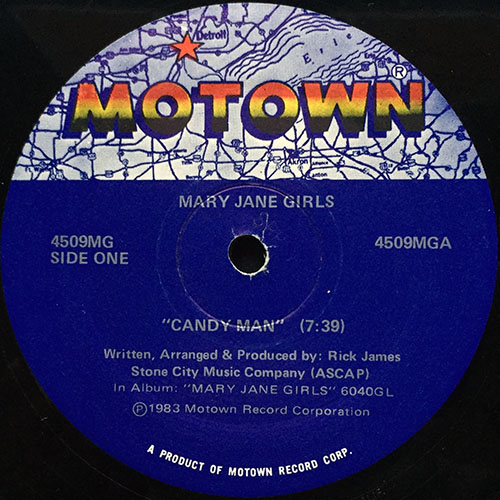 Detroit
Erie
MOTOWN®
Akron
MARY JANE GIRLS
4509MG
SIDE ONE
4509MGA
"CANDY MAN" (7:39)
Written, Arranged & Produced by: Rick James
Stone City Music Company (ASCAP)
In Album: "MARY JANE GIRLS" 6040GL
Ⓟ1983 Motown Record Corporation
A PRODUCT OF MOTOWN RECORD CORP.